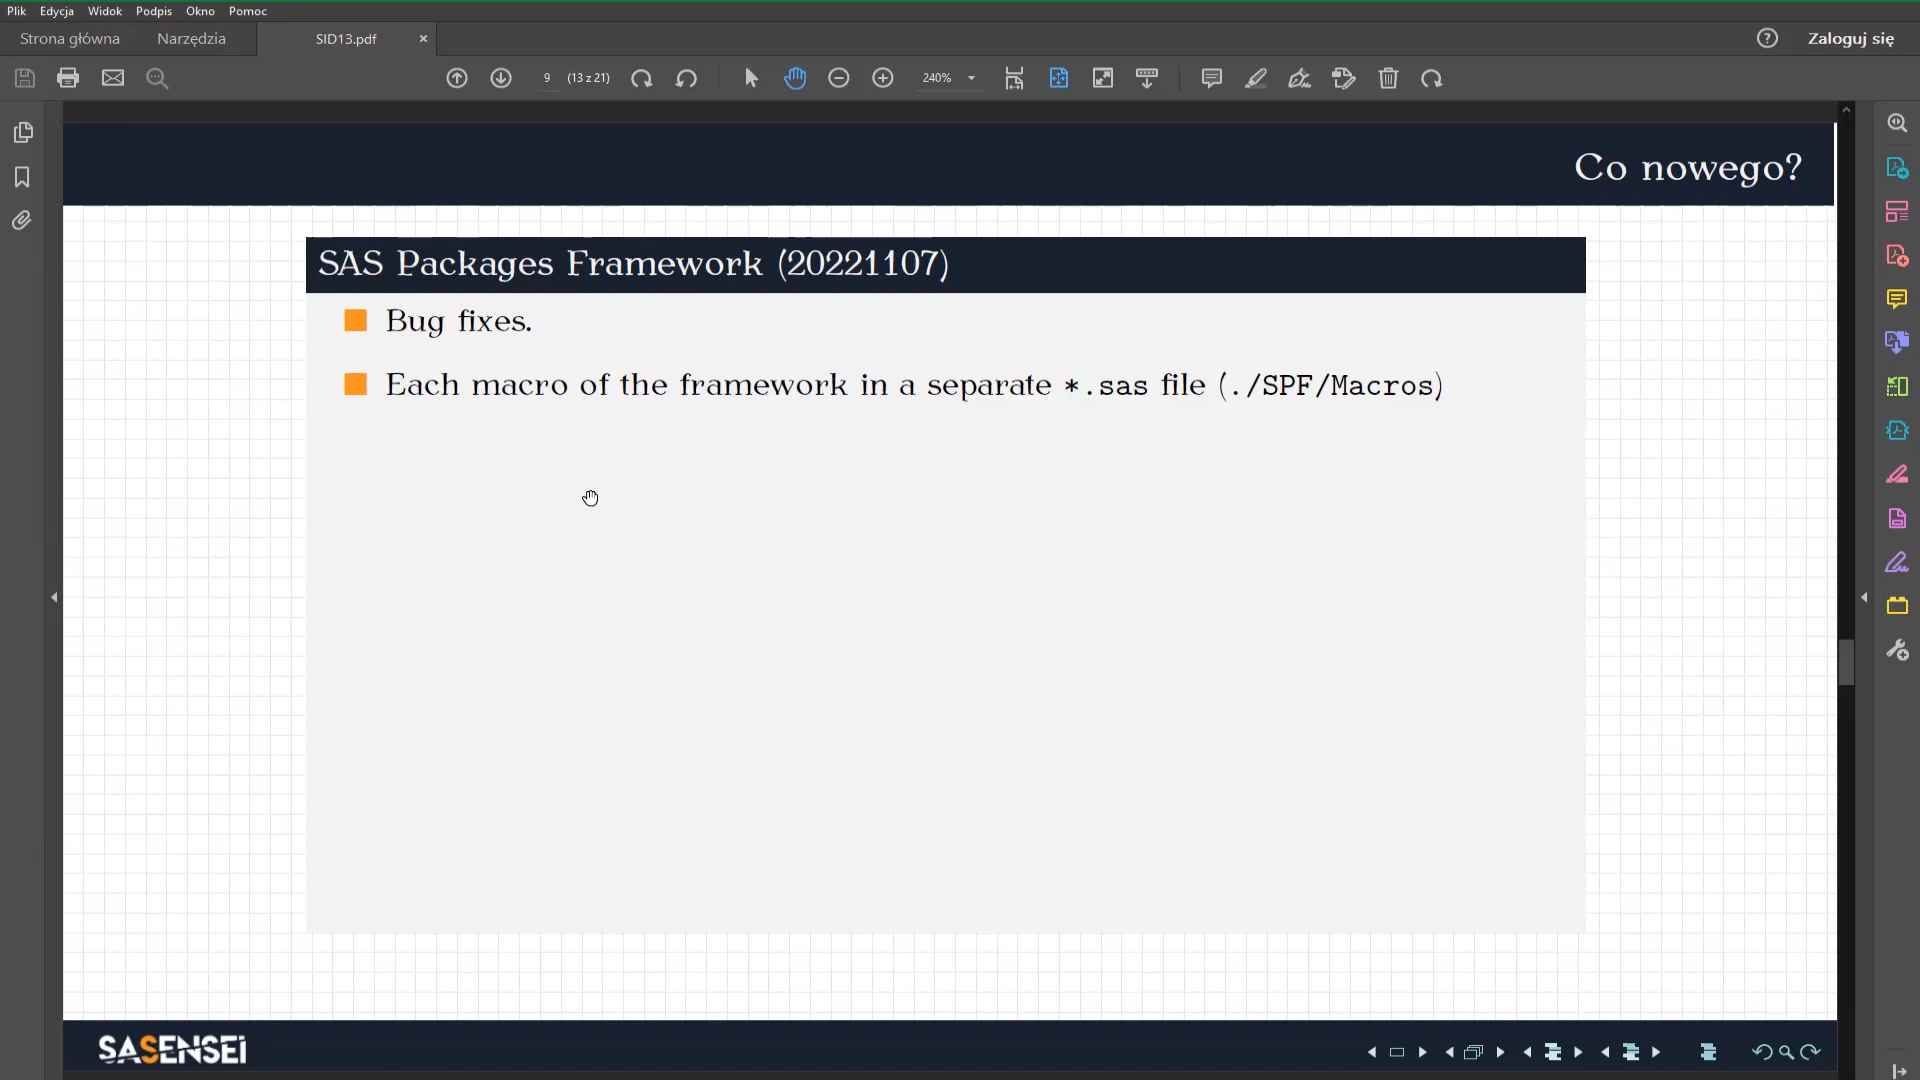 Plik Edycja Widok Podpis Okno Pomoc
Strona główna Narzędzia SID13.pdf × Zaloguj się
9 (13 z 21) 240%
Co nowego?
SAS Packages Framework (20221107)
Bug fixes.
Each macro of the framework in a separate *.sas file (./SPF/Macros)
SASENSEI